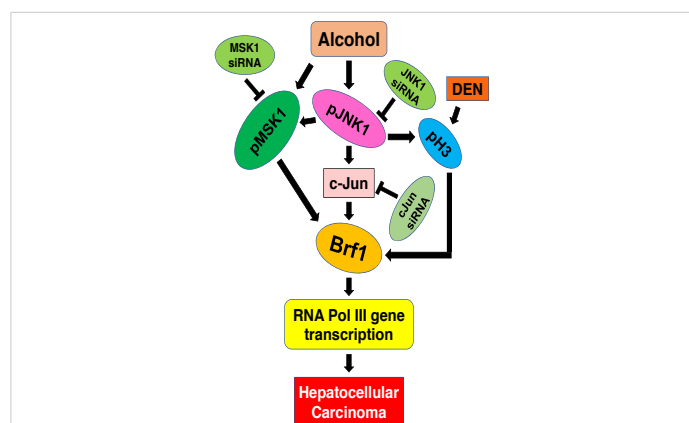 Alcohol
MSK1
siRNA
JNK1
siRNA
DEN
pMSK1
pJNK1
pH3
c-Jun
cJun
siRNA
Brf1
RNA Pol III gene
transcription
Hepatocellular
Carcinoma